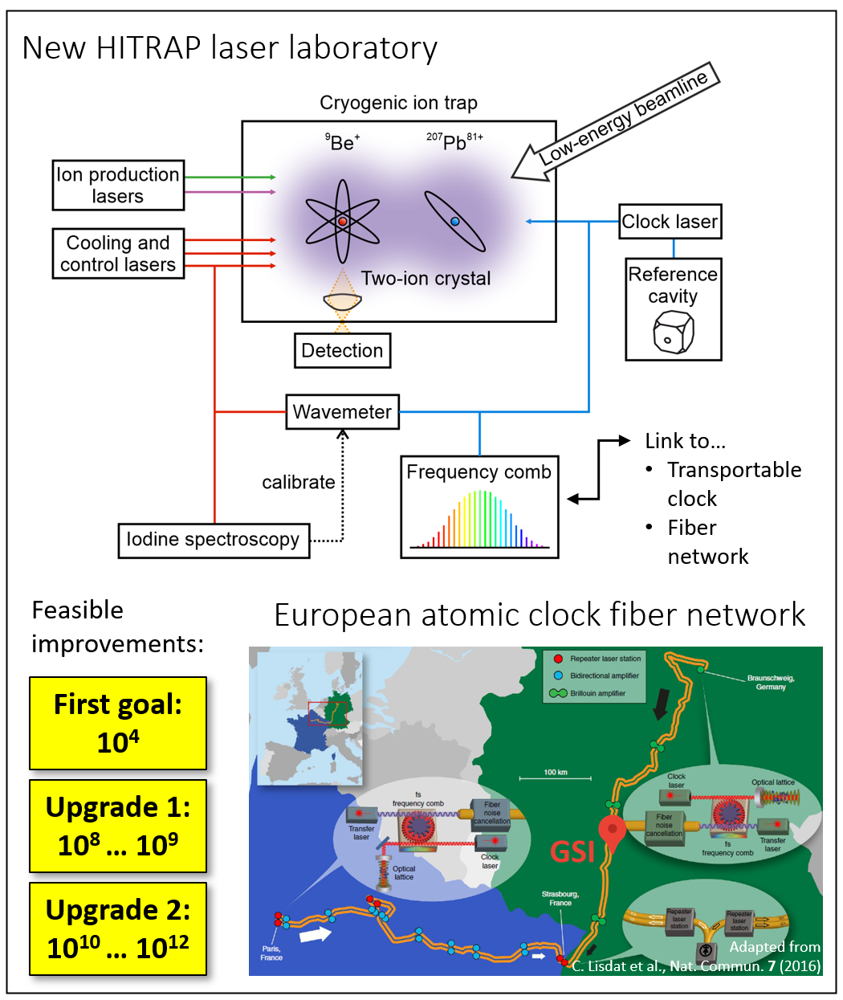 New HITRAP laser laboratory
Cryogenic ion trap
⁹Be⁺
²⁰⁷Pb⁸¹⁺
Low-energy beamline
Ion production
lasers
Cooling and
control lasers
Two-ion crystal
Detection
Clock laser
Reference
cavity
Wavemeter
calibrate
Iodine spectroscopy
Frequency comb
Link to...
• Transportable
clock
• Fiber
network
Feasible
improvements:
First goal:
10⁴
Upgrade 1:
10⁸ ... 10⁹
Upgrade 2:
10¹⁰ ... 10¹²
European atomic clock fiber network
Repeater laser station
Bidirectional amplifier
Brillouin amplifier
Braunschweig,
Germany
100 km
fs
frequency comb
Fiber
noise
cancellation
Transfer
laser
Clock
laser
Optical
lattice
Clock
laser
Optical lattice
Fiber
noise
cancellation
Transfer
laser
fs
frequency comb
GSI
Strasbourg,
France
Paris,
France
Repeater
laser
station
Repeater
laser
station
Adapted from
C. Lisdat et al., Nat. Commun. 7 (2016)